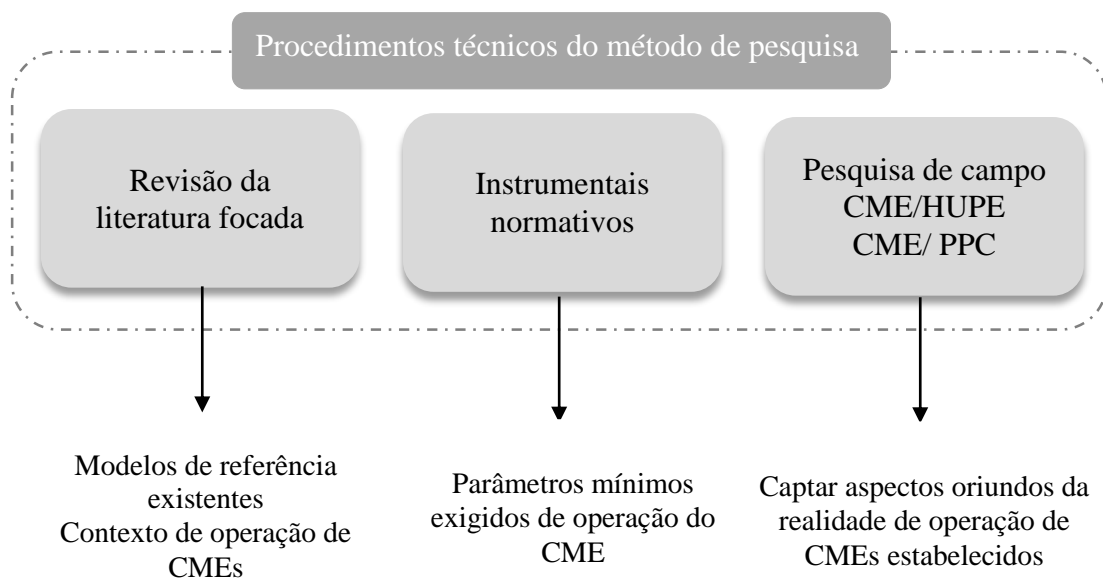 Procedimentos técnicos do método de pesquisa
Revisão da
literatura focada
Instrumentais
normativos
Pesquisa de campo
CME/HUPE
CME/ PPC
Modelos de referência
existentes
Contexto de operação de
CMEs
Parâmetros mínimos
exigidos de operação do
CME
Captar aspectos oriundos da
realidade de operação de
CMEs estabelecidos